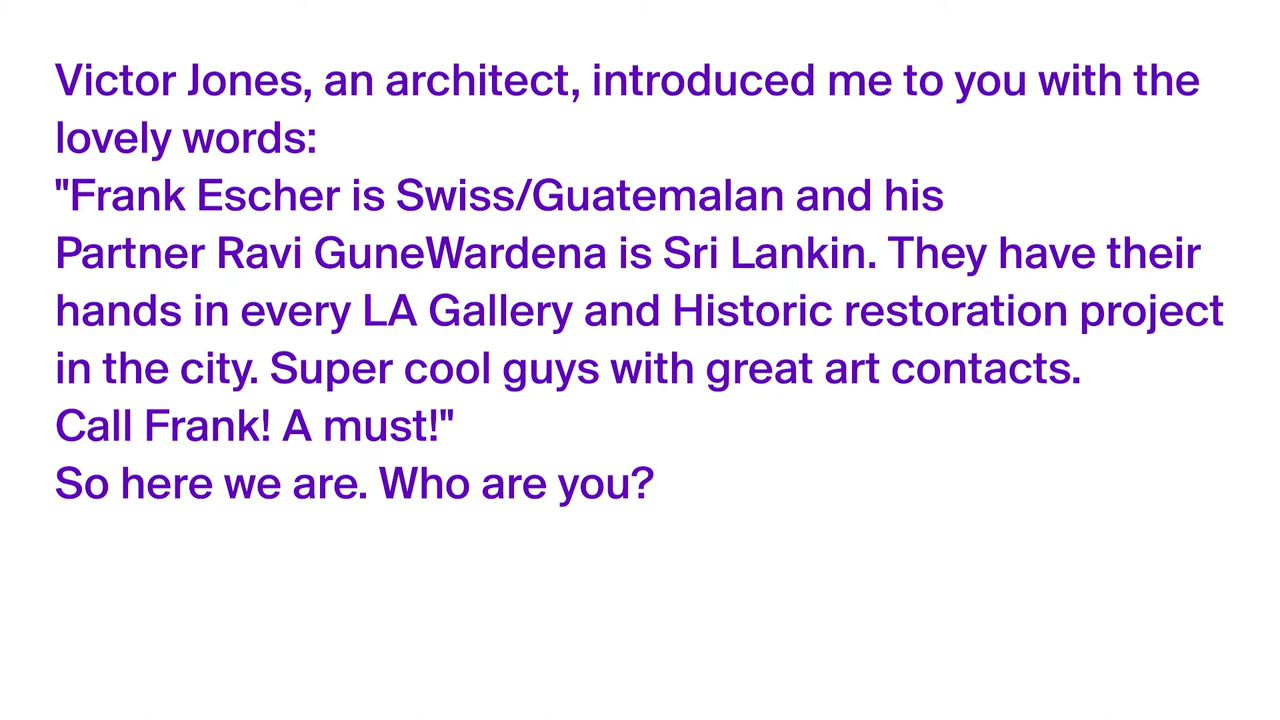 Victor Jones, an architect, introduced me to you with the
lovely words:
"Frank Escher is Swiss/Guatemalan and his
Partner Ravi GuneWardena is Sri Lankin. They have their
hands in every LA Gallery and Historic restoration project
in the city. Super cool guys with great art contacts.
Call Frank! A must!"
So here we are. Who are you?